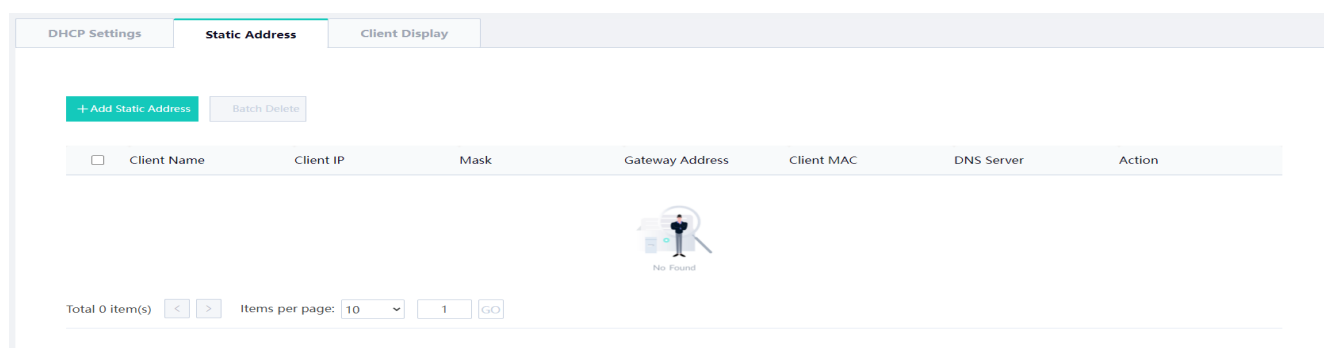 DHCP Settings Static Address Client Display
+Add Static Address Batch Delete
Client Name Client IP Mask Gateway Address Client MAC DNS Server Action
No Found
Total 0 item(s) < > Items per page: 10 1 GO